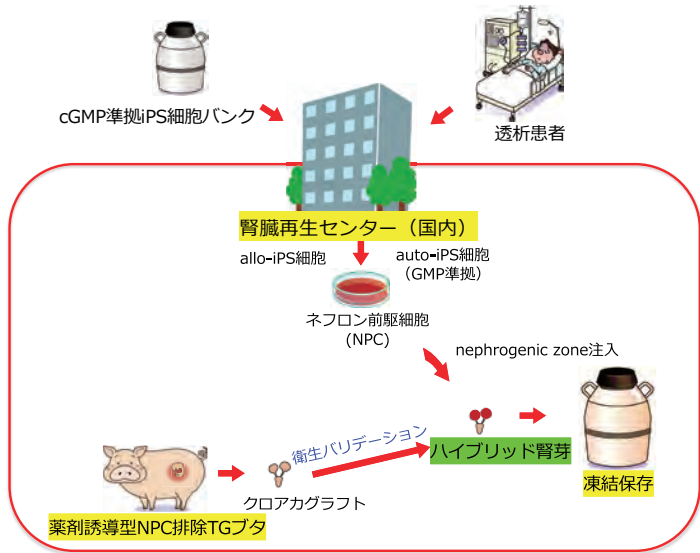 cGMP準拠iPS細胞バンク
透析患者
腎臓再生センター（国内）
allo-iPS細胞
auto-iPS細胞
（GMP準拠）
ネフロン前駆細胞
(NPC)
nephrogenic zone注入
衛生バリデーション
ハイブリッド腎芽
凍結保存
クロアカグラフト
薬剤誘導型NPC排除TGブタ